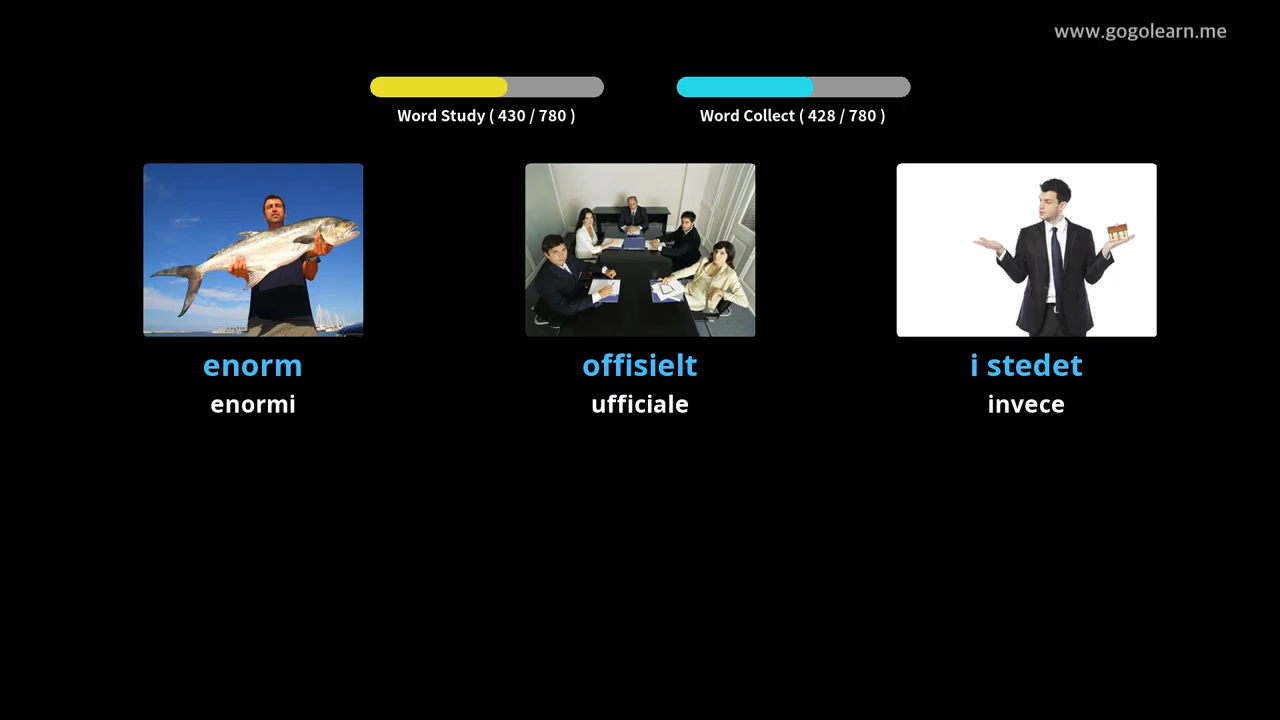 www.gogolearn.me
Word Study ( 430 / 780 )
Word Collect ( 428 / 780 )
enorm
enormi
offisielt
ufficiale
i stedet
invece